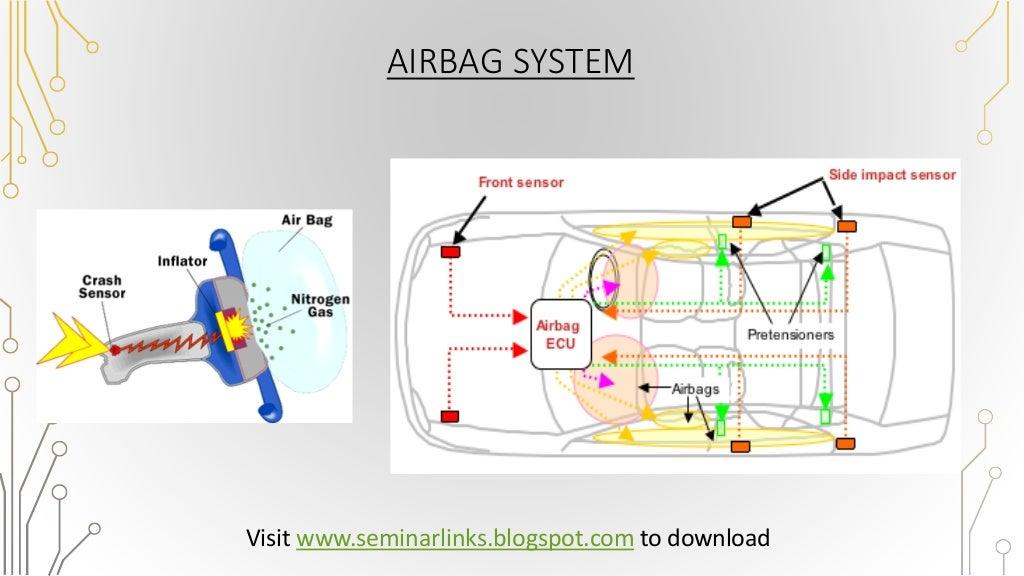 AIRBAG SYSTEM
Air Bag
Inflator
Crash
Sensor
Nitrogen
Gas
Front sensor
Side impact sensor
Airbag
ECU
Pretensioners
Airbags
Visit www.seminarlinks.blogspot.com to download